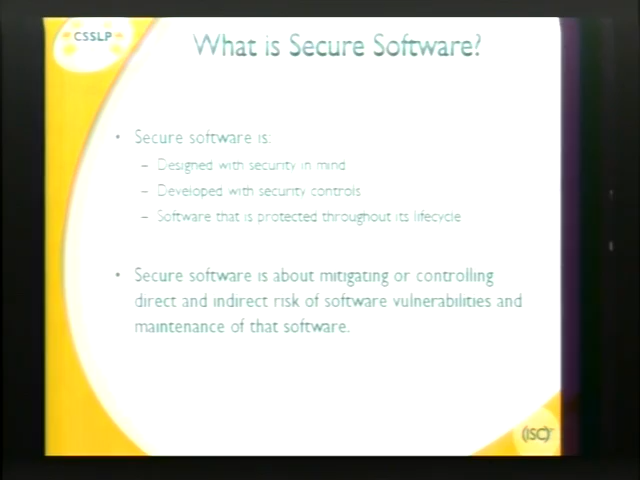 CSSLP
What is Secure Software?
• Secure software is:
– Designed with security in mind
– Developed with security controls
– Software that is protected throughout its lifecycle
• Secure software is about mitigating or controlling
direct and indirect risk of software vulnerabilities and
maintenance of that software.
(ISC)²